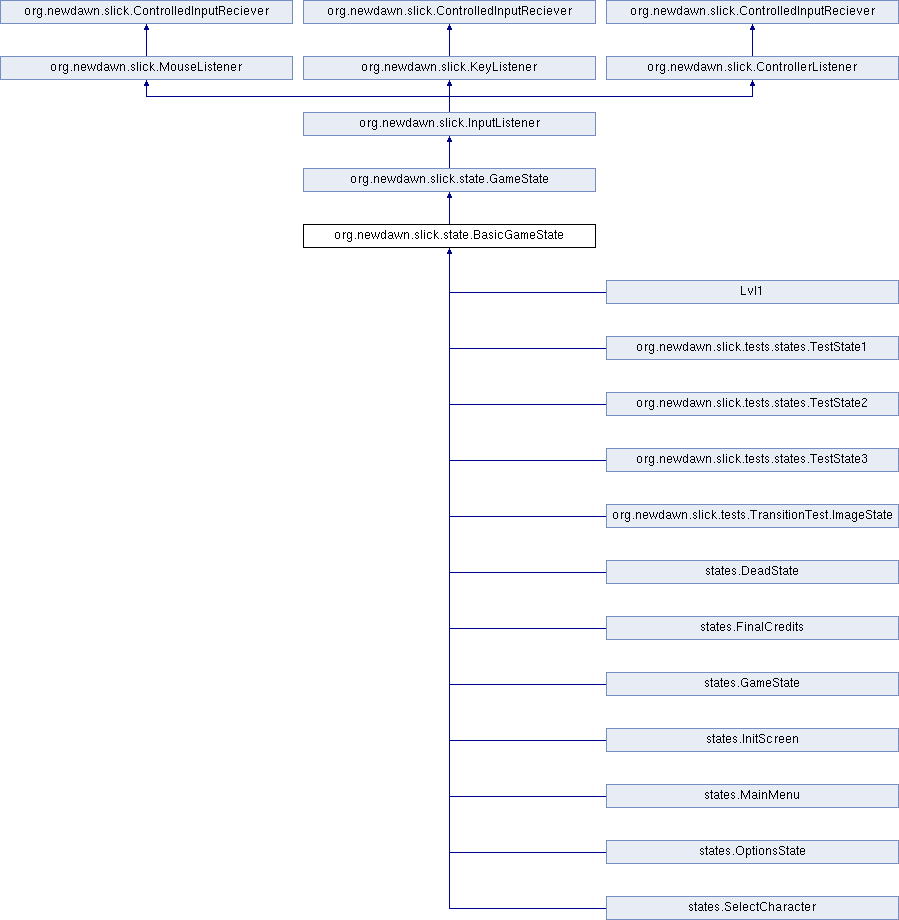 org.newdawn.slick.ControlledInputReciever
org.newdawn.slick.ControlledInputReciever
org.newdawn.slick.ControlledInputReciever
org.newdawn.slick.MouseListener
org.newdawn.slick.KeyListener
org.newdawn.slick.ControllerListener
org.newdawn.slick.InputListener
org.newdawn.slick.state.GameState
org.newdawn.slick.state.BasicGameState
Lvl1
org.newdawn.slick.tests.states.TestState1
org.newdawn.slick.tests.states.TestState2
org.newdawn.slick.tests.states.TestState3
org.newdawn.slick.tests.TransitionTest.ImageState
states.DeadState
states.FinalCredits
states.GameState
states.InitScreen
states.MainMenu
states.OptionsState
states.SelectCharacter